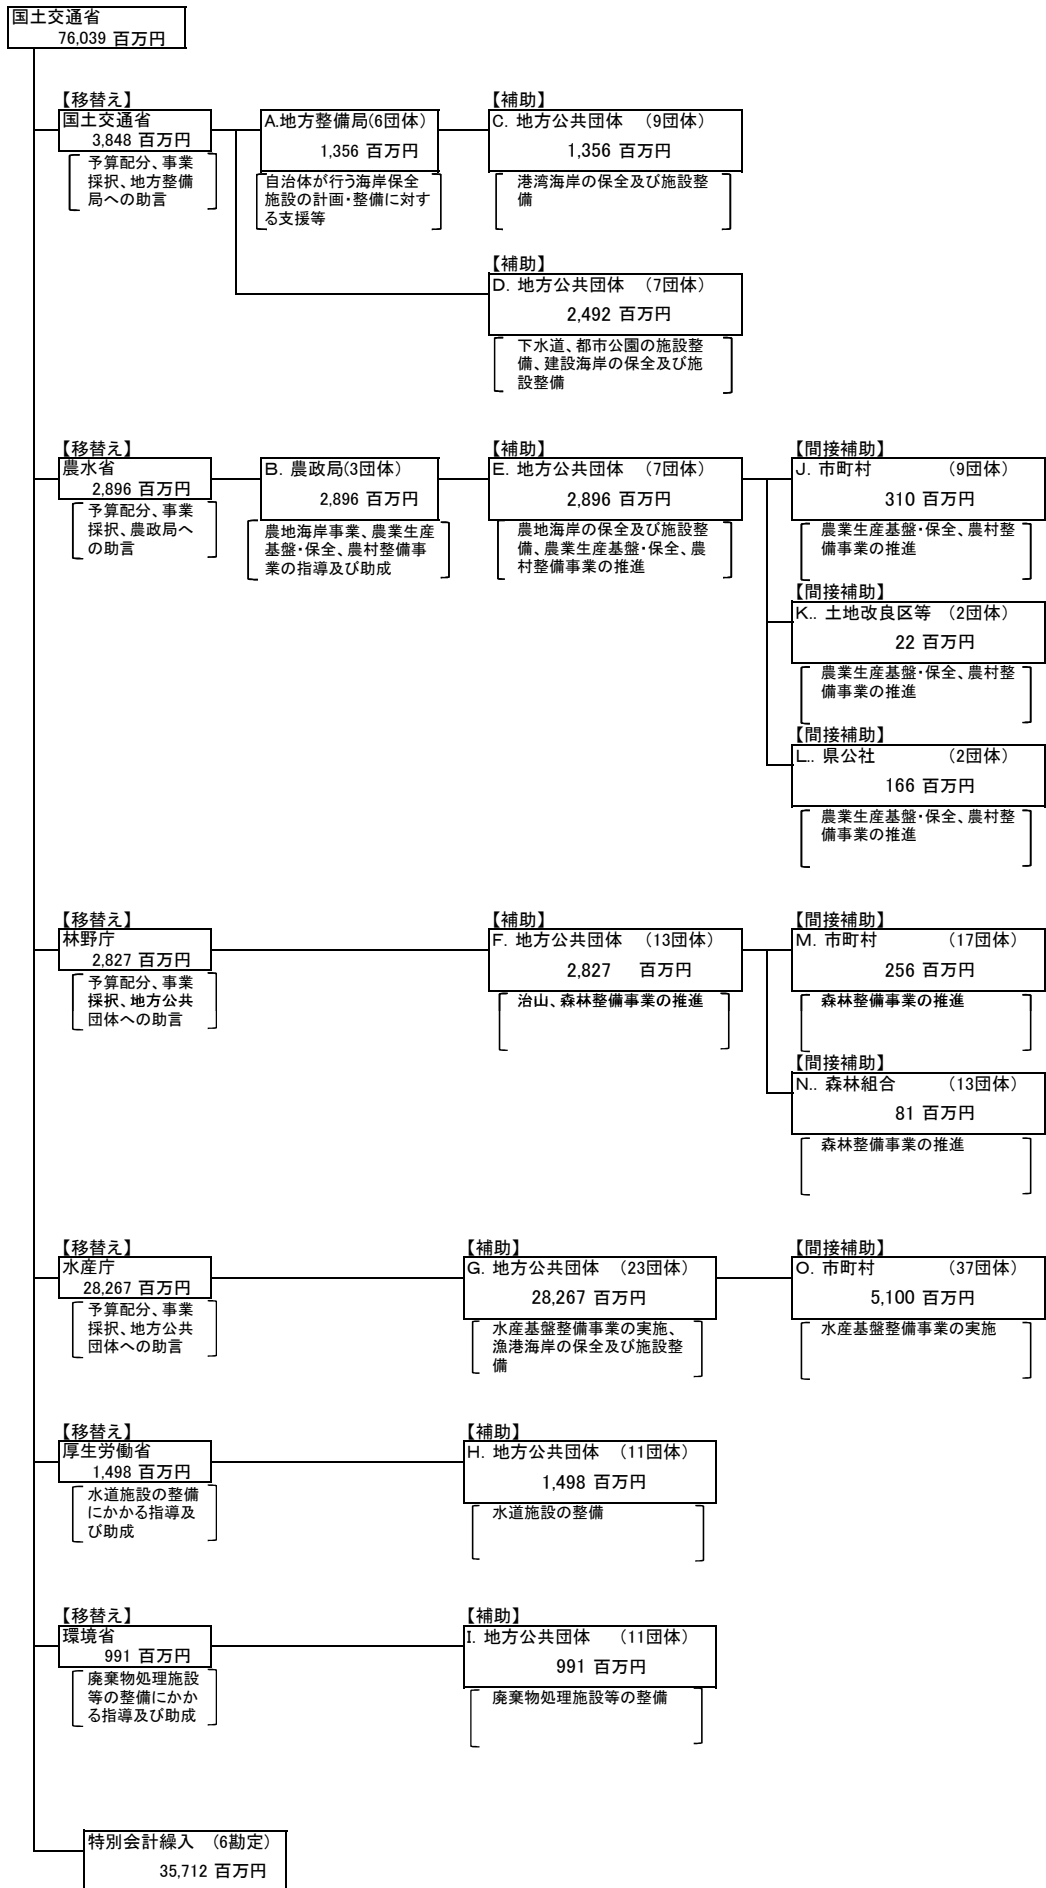 国土交通省
76,039 百万円
【移替え】
国土交通省
3,848 百万円
予算配分、事業
採択、地方整備
局への助言
A.地方整備局(6団体)
1,356 百万円
自治体が行う海岸保全
施設の計画・整備に対す
る支援等
【補助】
C. 地方公共団体 (9団体)
1,356 百万円
港湾海岸の保全及び施設整
備
【補助】
D. 地方公共団体 (7団体)
2,492 百万円
下水道、都市公園の施設整
備、建設海岸の保全及び施
設整備
【移替え】
農水省
2,896 百万円
予算配分、事業
採択、農政局へ
の助言
B. 農政局(3団体)
2,896 百万円
農地海岸事業、農業生産
基盤・保全、農村整備事
業の指導及び助成
【補助】
E. 地方公共団体 (7団体)
2,896 百万円
農地海岸の保全及び施設整
備、農業生産基盤・保全、農
村整備事業の推進
【間接補助】
J. 市町村 (9団体)
310 百万円
農業生産基盤・保全、農村整
備事業の推進
【間接補助】
K.. 土地改良区等 (2団体)
22 百万円
農業生産基盤・保全、農村整
備事業の推進
【間接補助】
L.. 県公社 (2団体)
166 百万円
農業生産基盤・保全、農村整
備事業の推進
【移替え】
林野庁
2,827 百万円
予算配分、事業
採択、地方公共
団体への助言
【補助】
F. 地方公共団体 (13団体)
2,827 百万円
治山、森林整備事業の推進
【間接補助】
M. 市町村 (17団体)
256 百万円
森林整備事業の推進
【間接補助】
N.. 森林組合 (13団体)
81 百万円
森林整備事業の推進
【移替え】
水産庁
28,267 百万円
予算配分、事業
採択、地方公共
団体への助言
【補助】
G. 地方公共団体 (23団体)
28,267 百万円
水産基盤整備事業の実施、
漁港海岸の保全及び施設整
備
【間接補助】
O. 市町村 (37団体)
5,100 百万円
水産基盤整備事業の実施
【移替え】
厚生労働省
1,498 百万円
水道施設の整備
にかかる指導及
び助成
【補助】
H. 地方公共団体 (11団体)
1,498 百万円
水道施設の整備
【移替え】
環境省
991 百万円
廃棄物処理施設
等の整備にかか
る指導及び助成
【補助】
I. 地方公共団体 (11団体)
991 百万円
廃棄物処理施設等の整備
特別会計繰入 (6勘定)
35,712 百万円